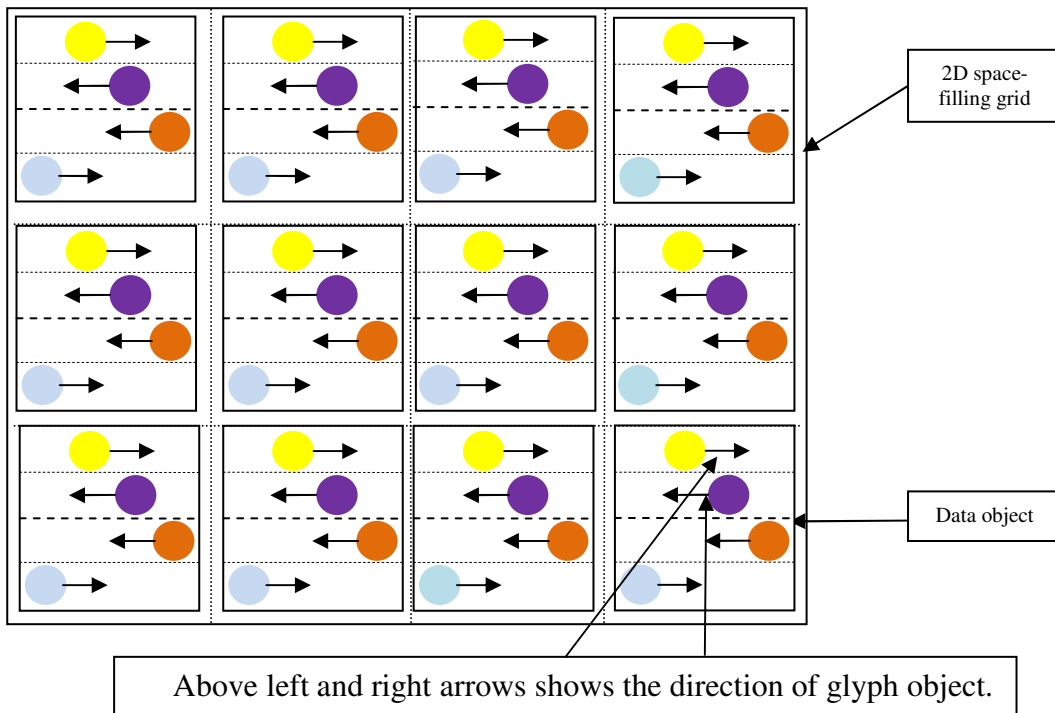 2D space-
filling grid
Data object
Above left and right arrows shows the direction of glyph object.